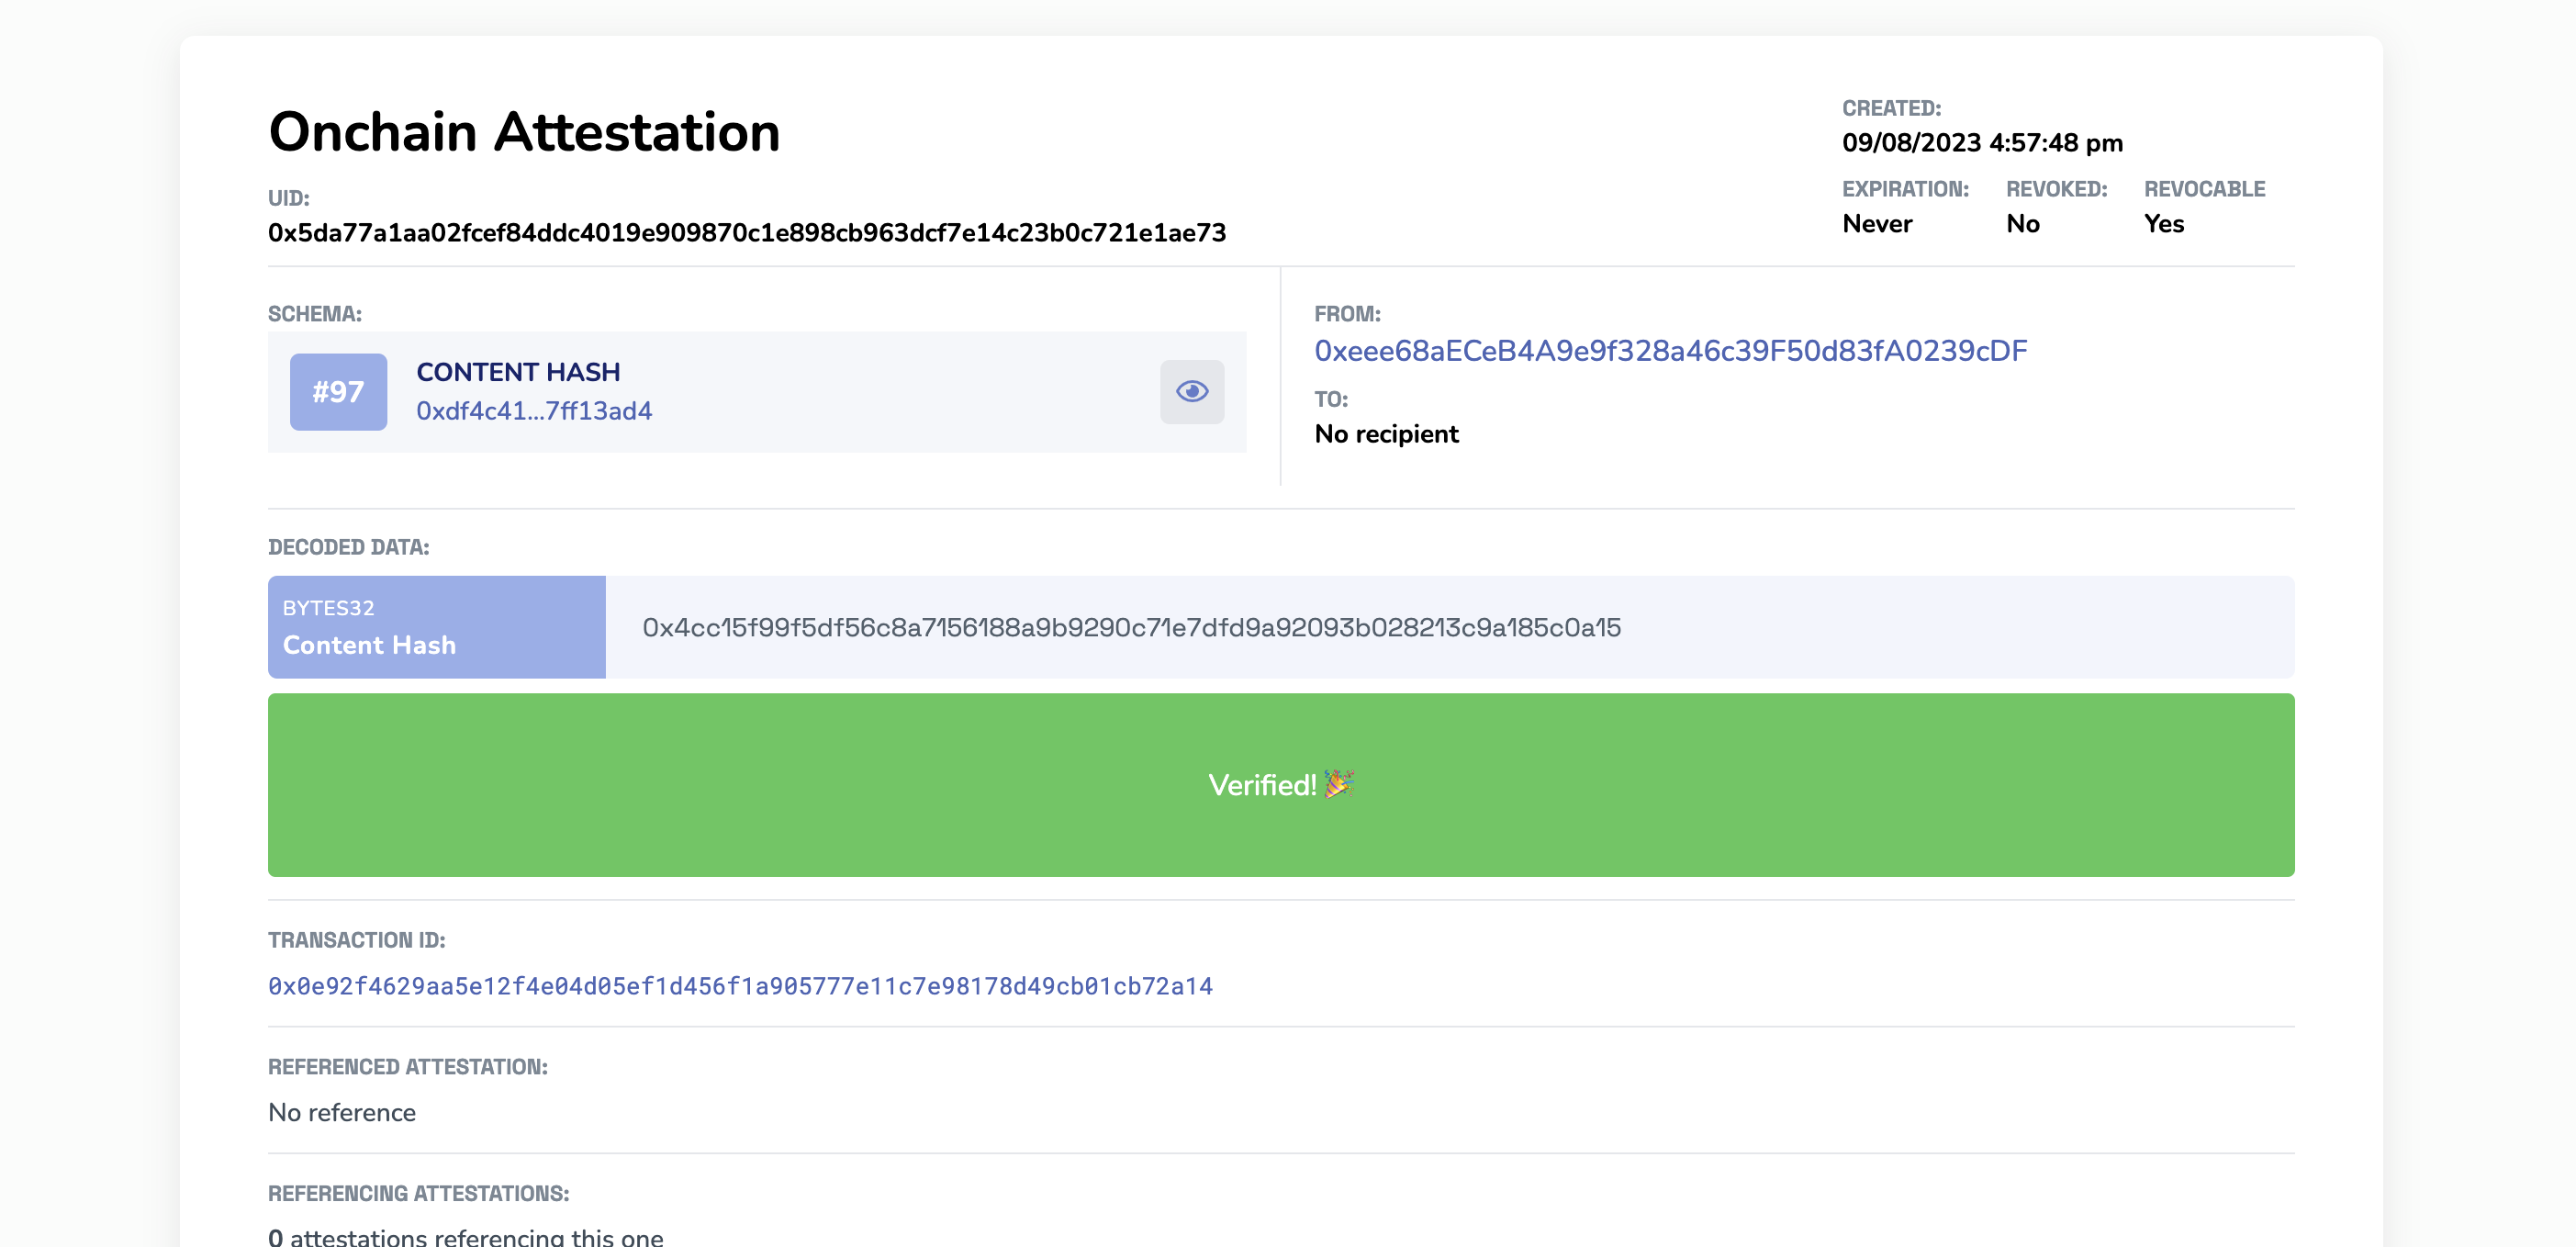 Onchain Attestation
UID:
0x5da77a1aa02fcef84ddc4019e909870c1e898cb963dcf7e14c23b0c721e1ae73
CREATED:
09/08/2023 4:57:48 pm
EXPIRATION: REVOKED: REVOCABLE
Never No Yes
SCHEMA:
#97
CONTENT HASH
0xdf4c41...7ff13ad4
FROM:
0xeee68aECeB4A9e9f328a46c39F50d83fA0239cDF
TO:
No recipient
DECODED DATA:
BYTES32
Content Hash
0x4cc15f99f5df56c8a7156188a9b9290c71e7dfd9a92093b028213c9a185c0a15
Verified! 🎉
TRANSACTION ID:
0x0e92f4629aa5e12f4e04d05ef1d456f1a905777e11c7e98178d49cb01cb72a14
REFERENCED ATTESTATION:
No reference
REFERENCING ATTESTATIONS:
0 attestations referencing this one